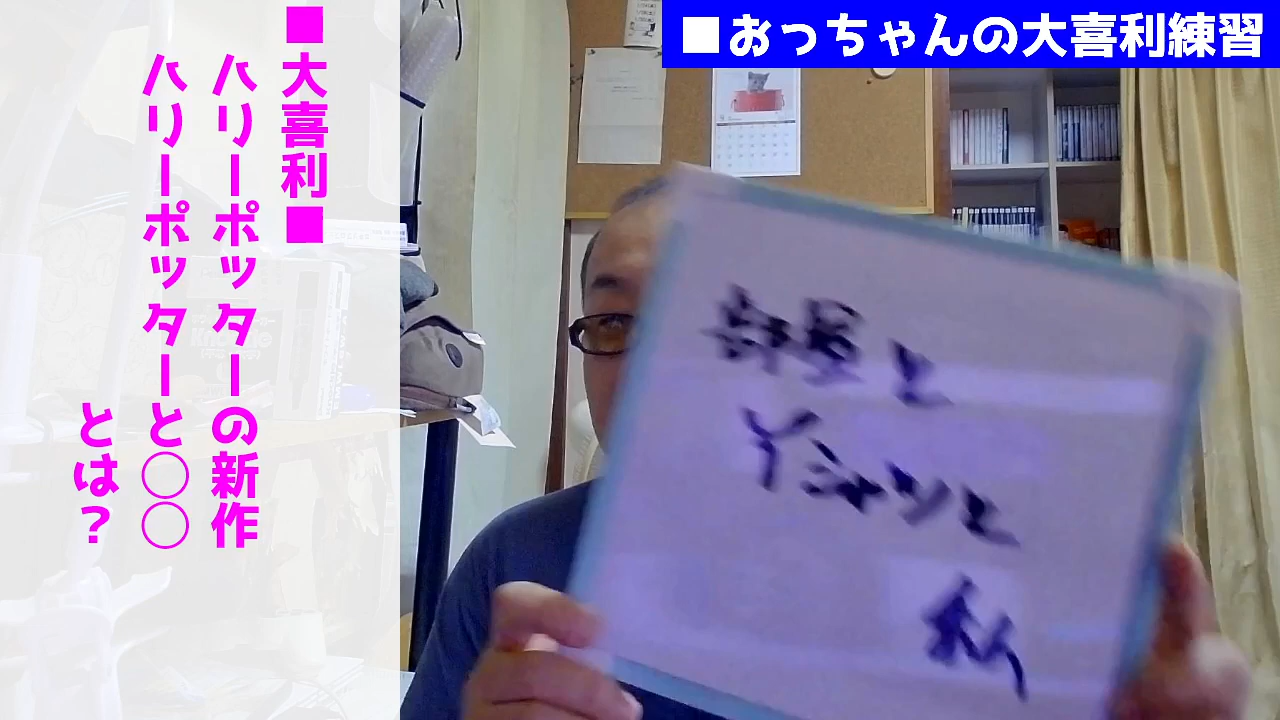 ■おっちゃんの大喜利練習
■大喜利■
ハリーポッターの新作
ハリーポッターと〇〇
とは？
部屋と
Yシャツと
私